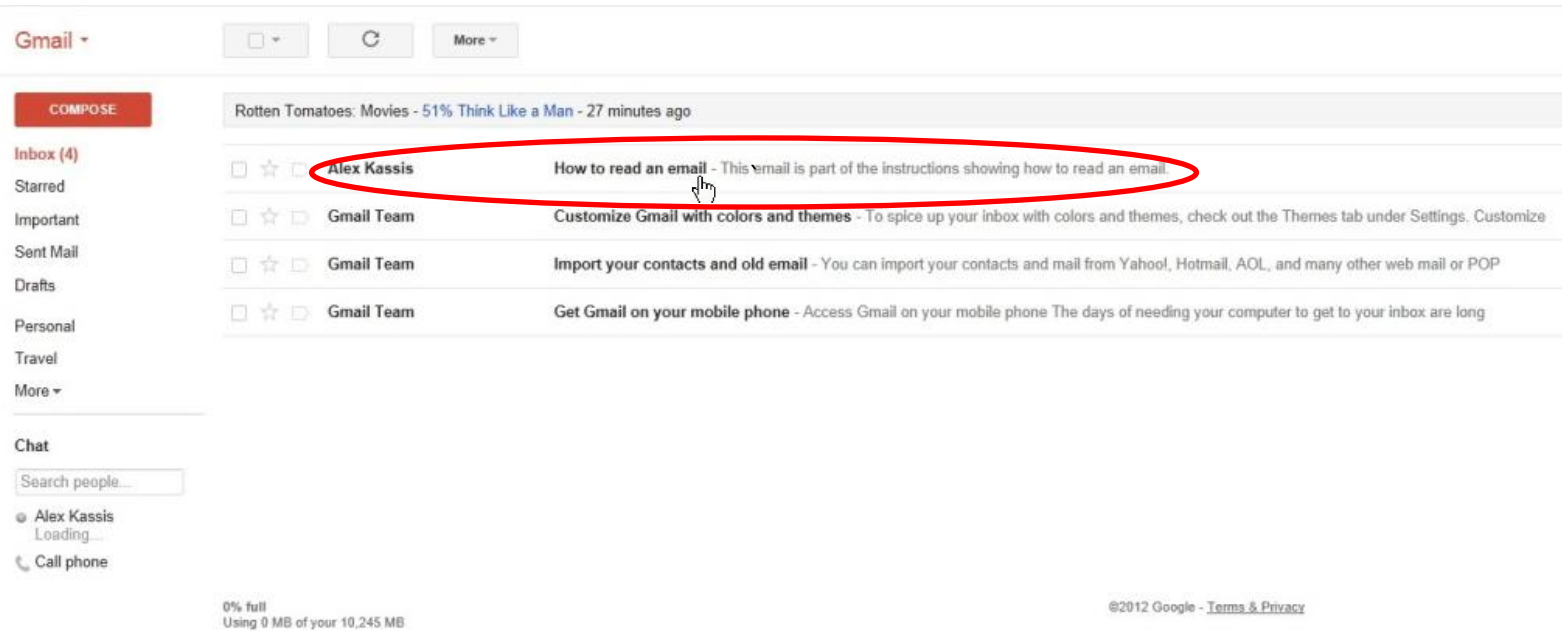 Gmail
More
COMPOSE
Rotten Tomatoes: Movies - 51% Think Like a Man - 27 minutes ago
Inbox (4)
Starred
Important
Sent Mail
Drafts
Personal
Travel
More
Alex Kassis How to read an email - This email is part of the instructions showing how to read an email.
Gmail Team Customize Gmail with colors and themes - To spice up your inbox with colors and themes, check out the Themes tab under Settings. Customize
Gmail Team Import your contacts and old email - You can import your contacts and mail from Yahoo!, Hotmail, AOL, and many other web mail or POP
Gmail Team Get Gmail on your mobile phone - Access Gmail on your mobile phone The days of needing your computer to get to your inbox are long
Chat
Search people...
Alex Kassis
Loading...
Call phone
0% full
Using 0 MB of your 10,245 MB
©2012 Google - Terms & Privacy